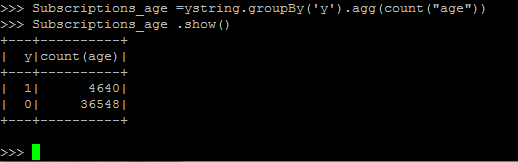 >>> Subscriptions_age =ystring.groupBy('y').agg(count("age"))
>>> Subscriptions_age .show()
+---+----------+
|  y|count(age)|
+---+----------+
|  1|      4640|
|  0|     36548|
+---+----------+
>>>